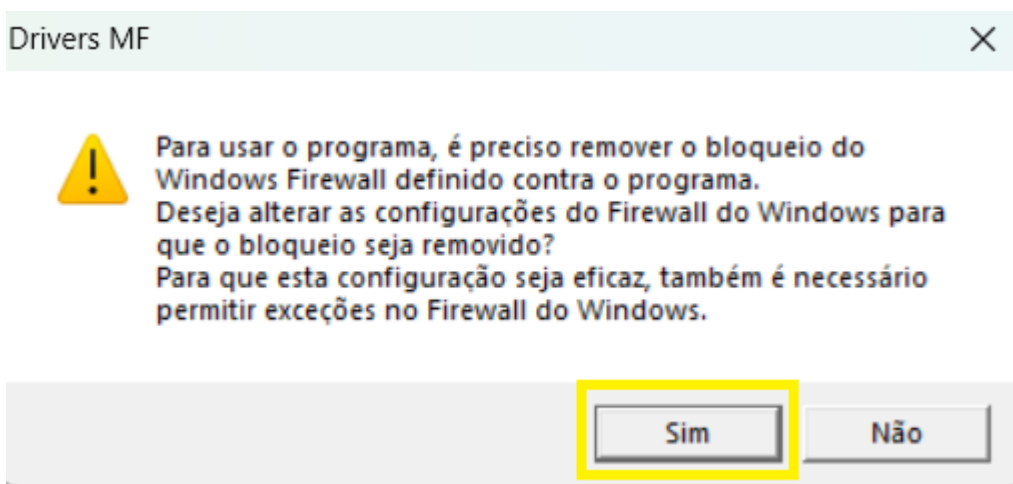 Drivers MF
Para usar o programa, é preciso remover o bloqueio do
Windows Firewall definido contra o programa.
Deseja alterar as configurações do Firewall do Windows para
que o bloqueio seja removido?
Para que esta configuração seja eficaz, também é necessário
permitir exceções no Firewall do Windows.
Sim Não